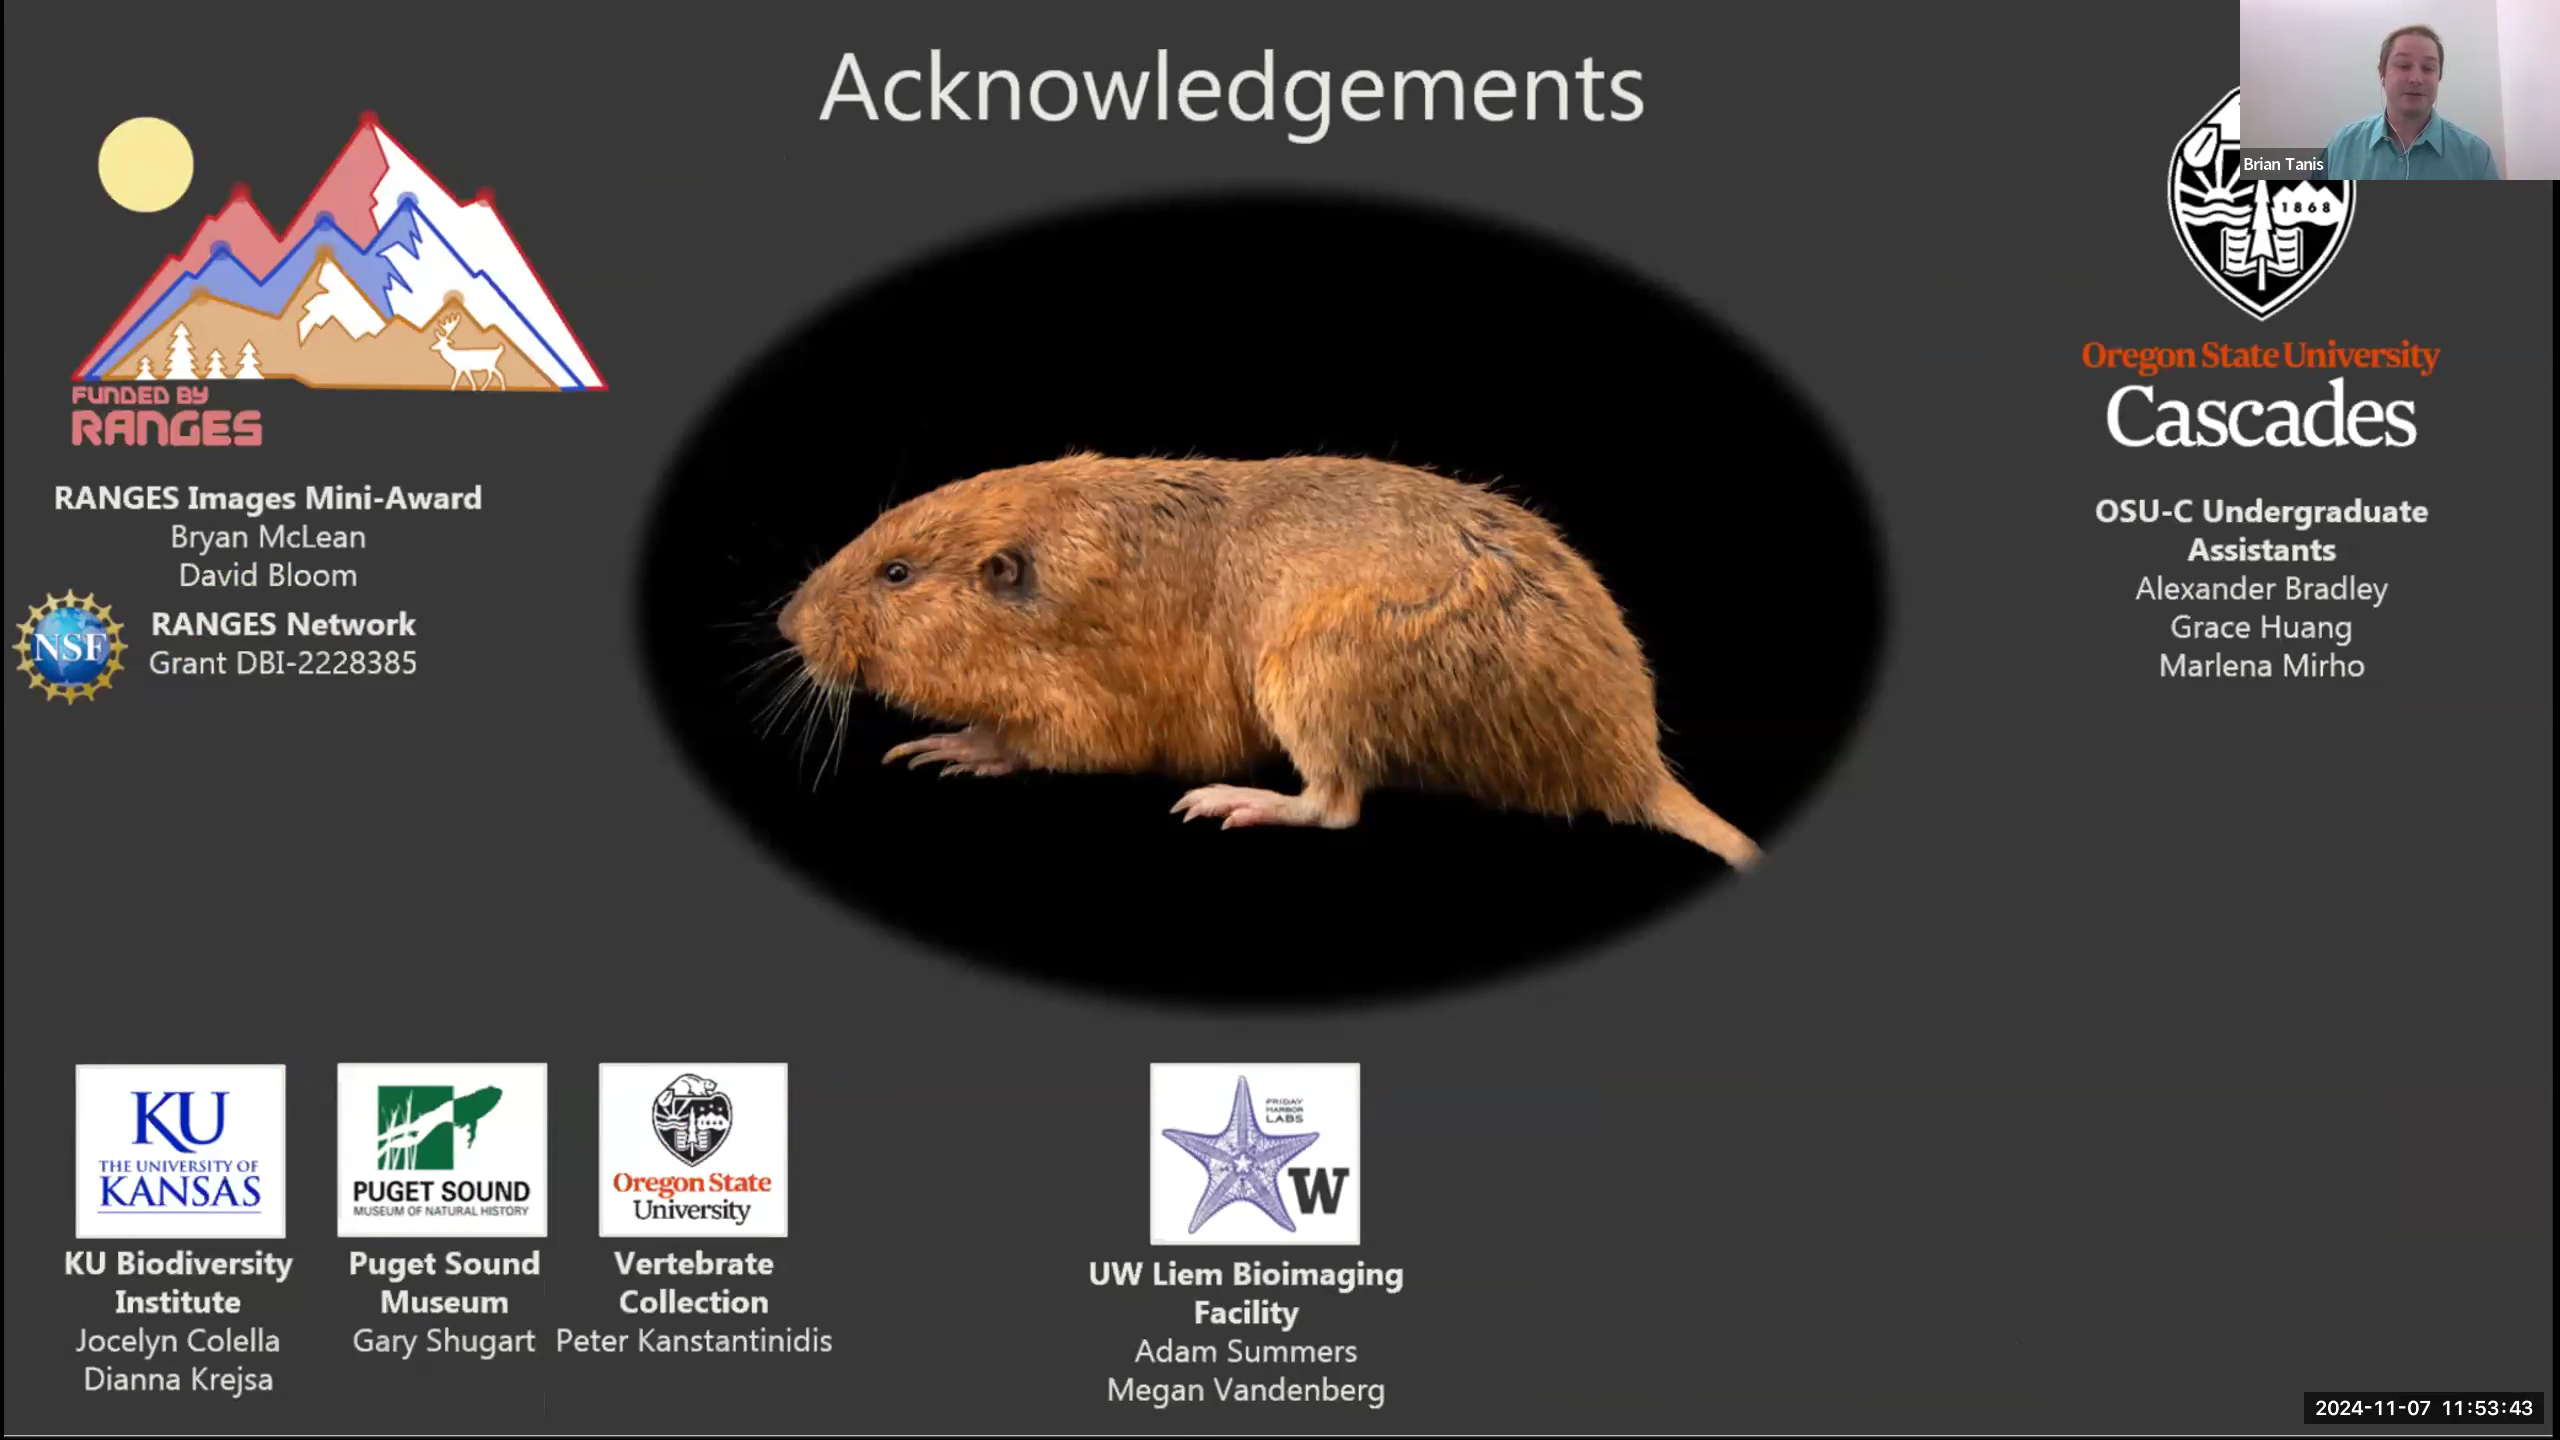 Acknowledgements
Brian Tanis
1868
FUNDED BY
RANGES
RANGES Images Mini-Award
Bryan McLean
David Bloom
NSF
RANGES Network
Grant DBI-2228385
Oregon State University
Cascades
OSU-C Undergraduate
Assistants
Alexander Bradley
Grace Huang
Marlena Mirho
KU
THE UNIVERSITY OF
KANSAS
KU Biodiversity
Institute
Jocelyn Colella
Dianna Krejsa
PUGET SOUND
MUSEUM OF NATURAL HISTORY
Puget Sound
Museum
Gary Shugart
Oregon State
University
Vertebrate
Collection
Peter Kanstantinidis
FRIDAY
HARBOR
LABS
W
UW Liem Bioimaging
Facility
Adam Summers
Megan Vandenberg
2024-11-07 11:53:43